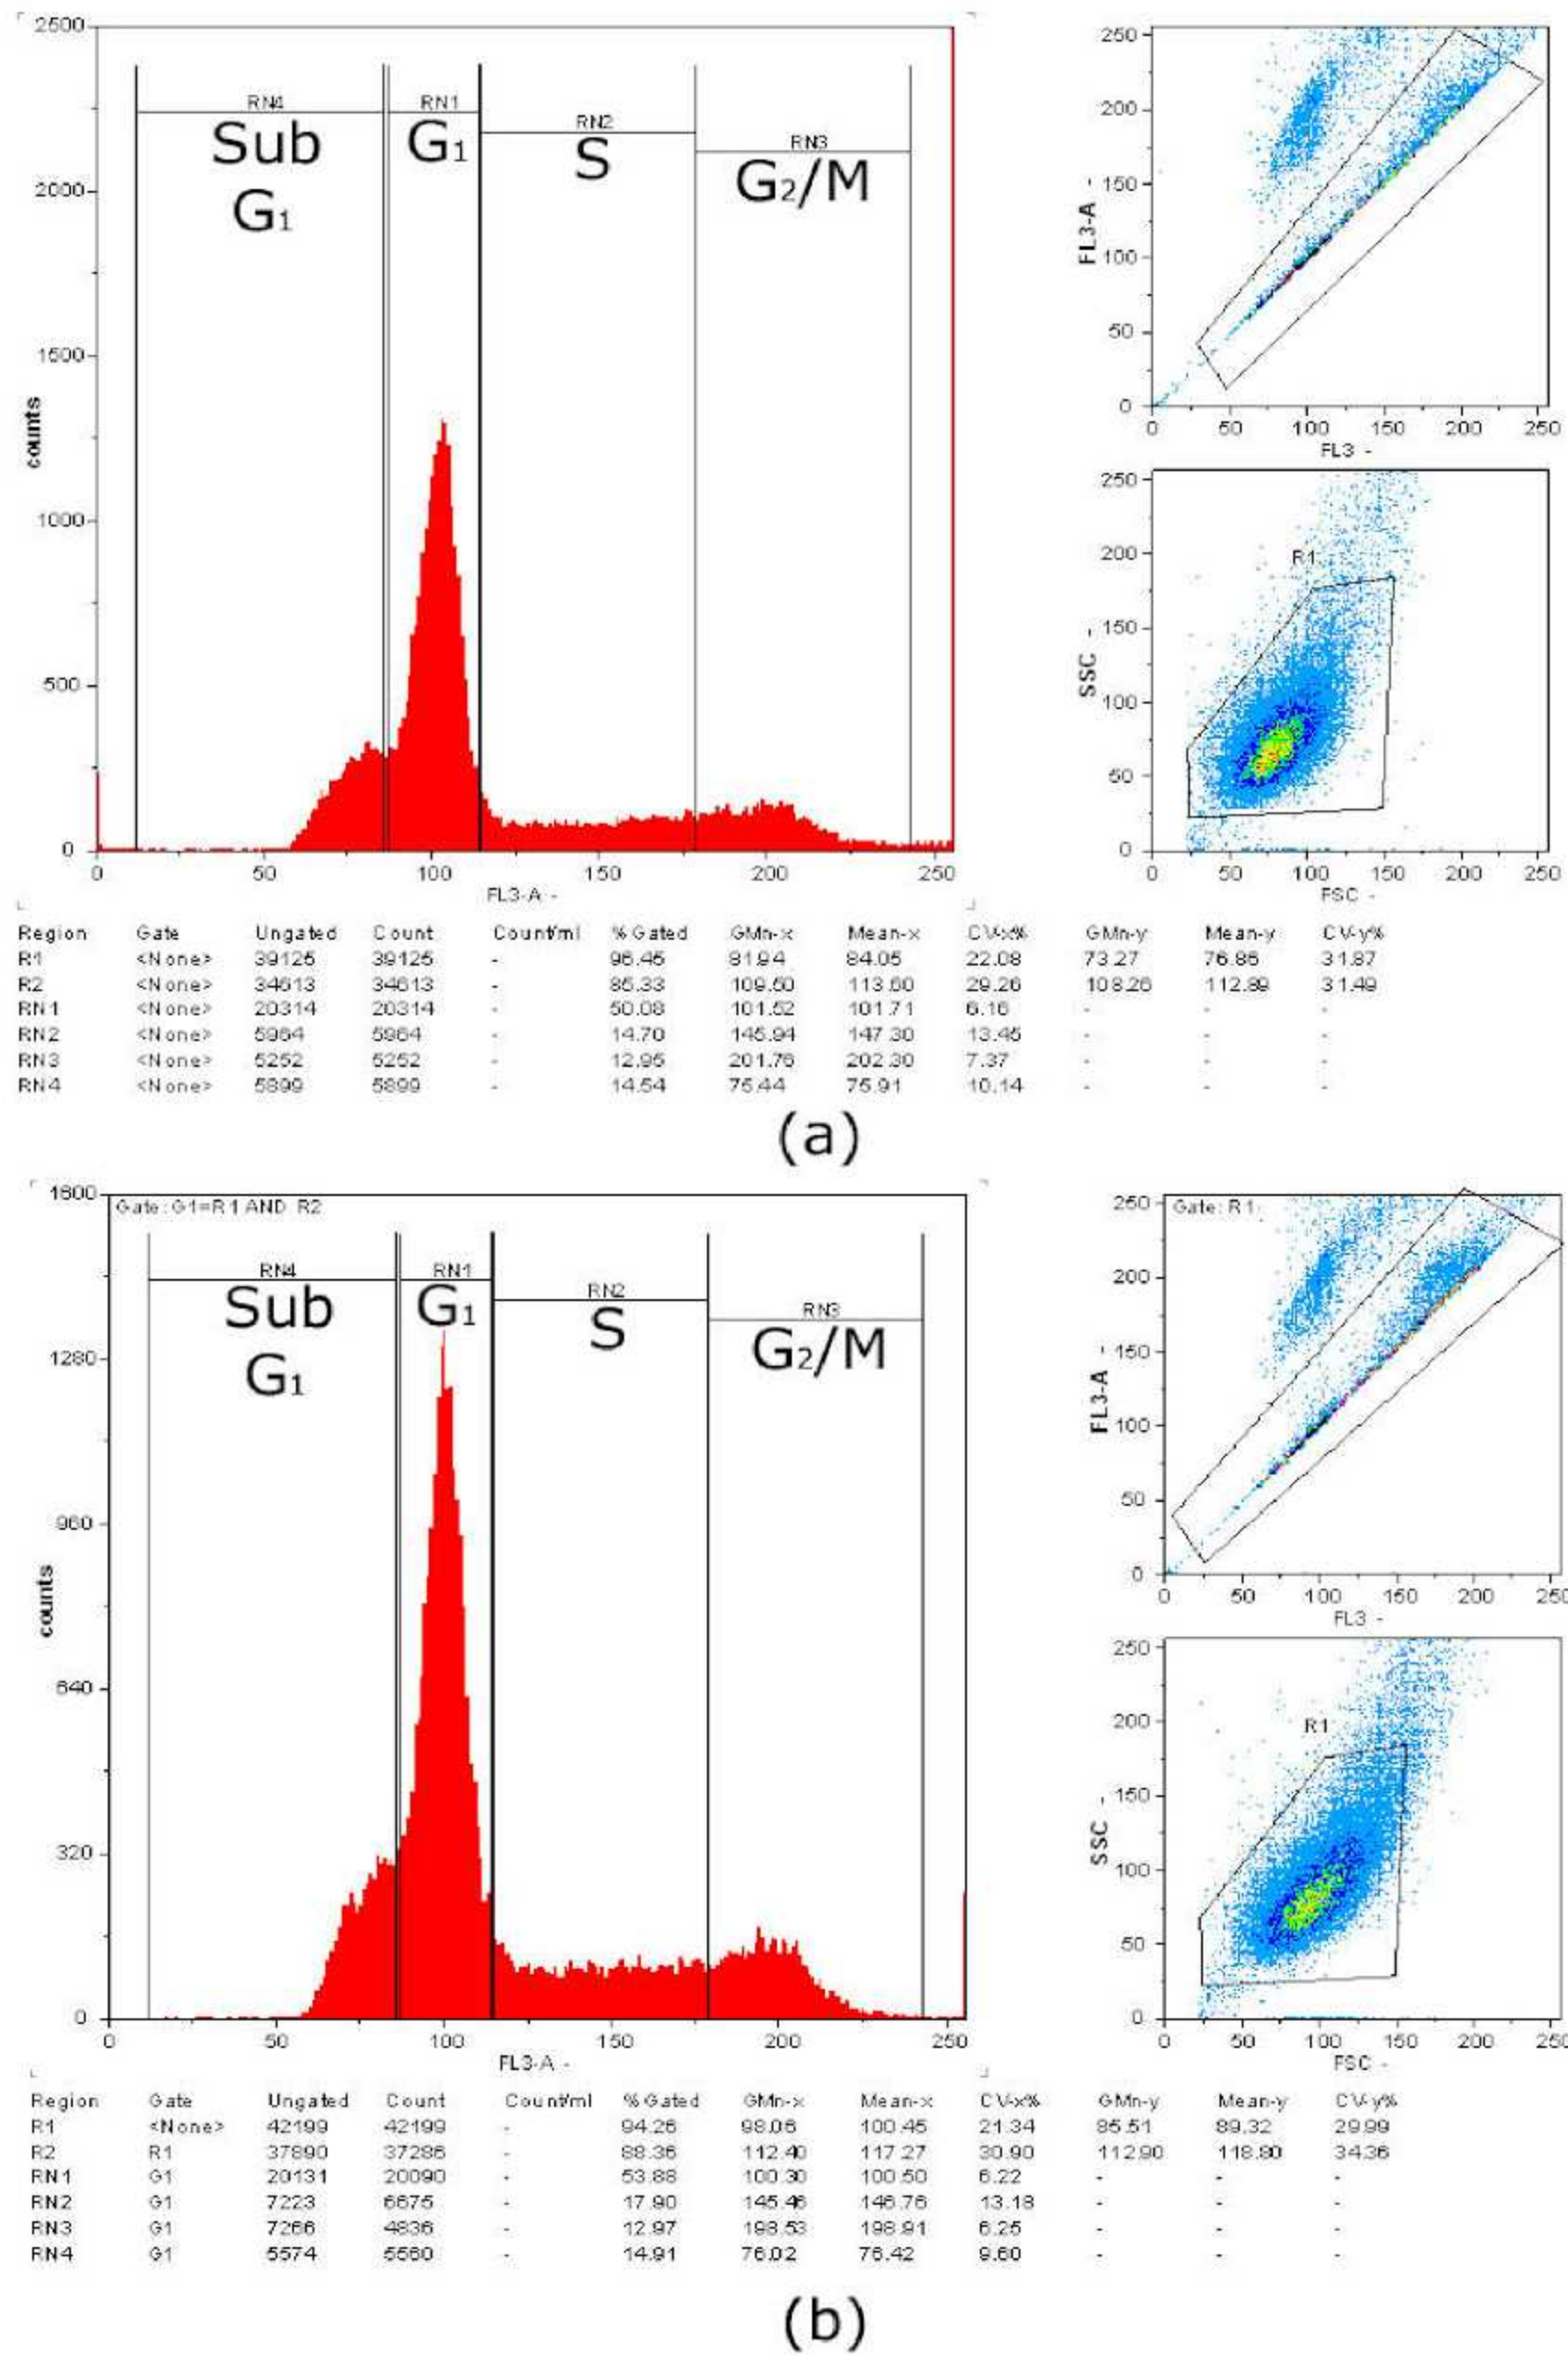 2500
2000
1500
1000
500
0
counts
RN4
Sub
G1
RN1
G1
RN2
S
RN3
G2/M
0 50 100 150 200 250
FL3-A -
250
200
150
100
50
0
FL3-A -
0 50 100 150 200 250
FL3 -
250
200
150
100
50
0
SSC -
R1
0 50 100 150 200 250
FSC -
Region Gate Ungated Count Count/ml %Gated GMn-x Mean-x CV-x% GMn-y Mean-y CV-y%
R1 <None> 39125 39125 - 96.45 81.94 84.05 22.08 73.27 76.86 31.87
R2 <None> 34613 34613 - 85.33 109.50 113.60 29.26 108.26 112.89 31.49
RN1 <None> 20314 20314 - 50.08 101.52 101.71 6.16 - - -
RN2 <None> 5964 5964 - 14.70 145.94 147.30 13.45 - - -
RN3 <None> 5252 5252 - 12.95 201.76 202.30 7.37 - - -
RN4 <None> 5899 5899 - 14.54 75.44 75.91 10.14 - - -
(a)
1600
1280
960
640
320
0
counts
Gate: G1=R1 AND R2
RN4
Sub
G1
RN1
G1
RN2
S
RN3
G2/M
0 50 100 150 200 250
FL3-A -
250
200
150
100
50
0
FL3-A -
Gate: R1
0 50 100 150 200 250
FL3 -
250
200
150
100
50
0
SSC -
R1
0 50 100 150 200 250
FSC -
Region Gate Ungated Count Count/ml %Gated GMn-x Mean-x CV-x% GMn-y Mean-y CV-y%
R1 <None> 42199 42199 - 94.26 98.06 100.45 21.34 85.51 89.32 29.99
R2 R1 37890 37286 - 88.36 112.40 117.27 30.90 112.90 118.80 34.36
RN1 G1 20131 20090 - 53.88 100.30 100.50 6.22 - - -
RN2 G1 7223 6675 - 17.90 145.46 146.76 13.18 - - -
RN3 G1 7266 4836 - 12.97 198.53 198.91 6.25 - - -
RN4 G1 5574 5560 - 14.91 76.02 76.42 9.60 - - -
(b)